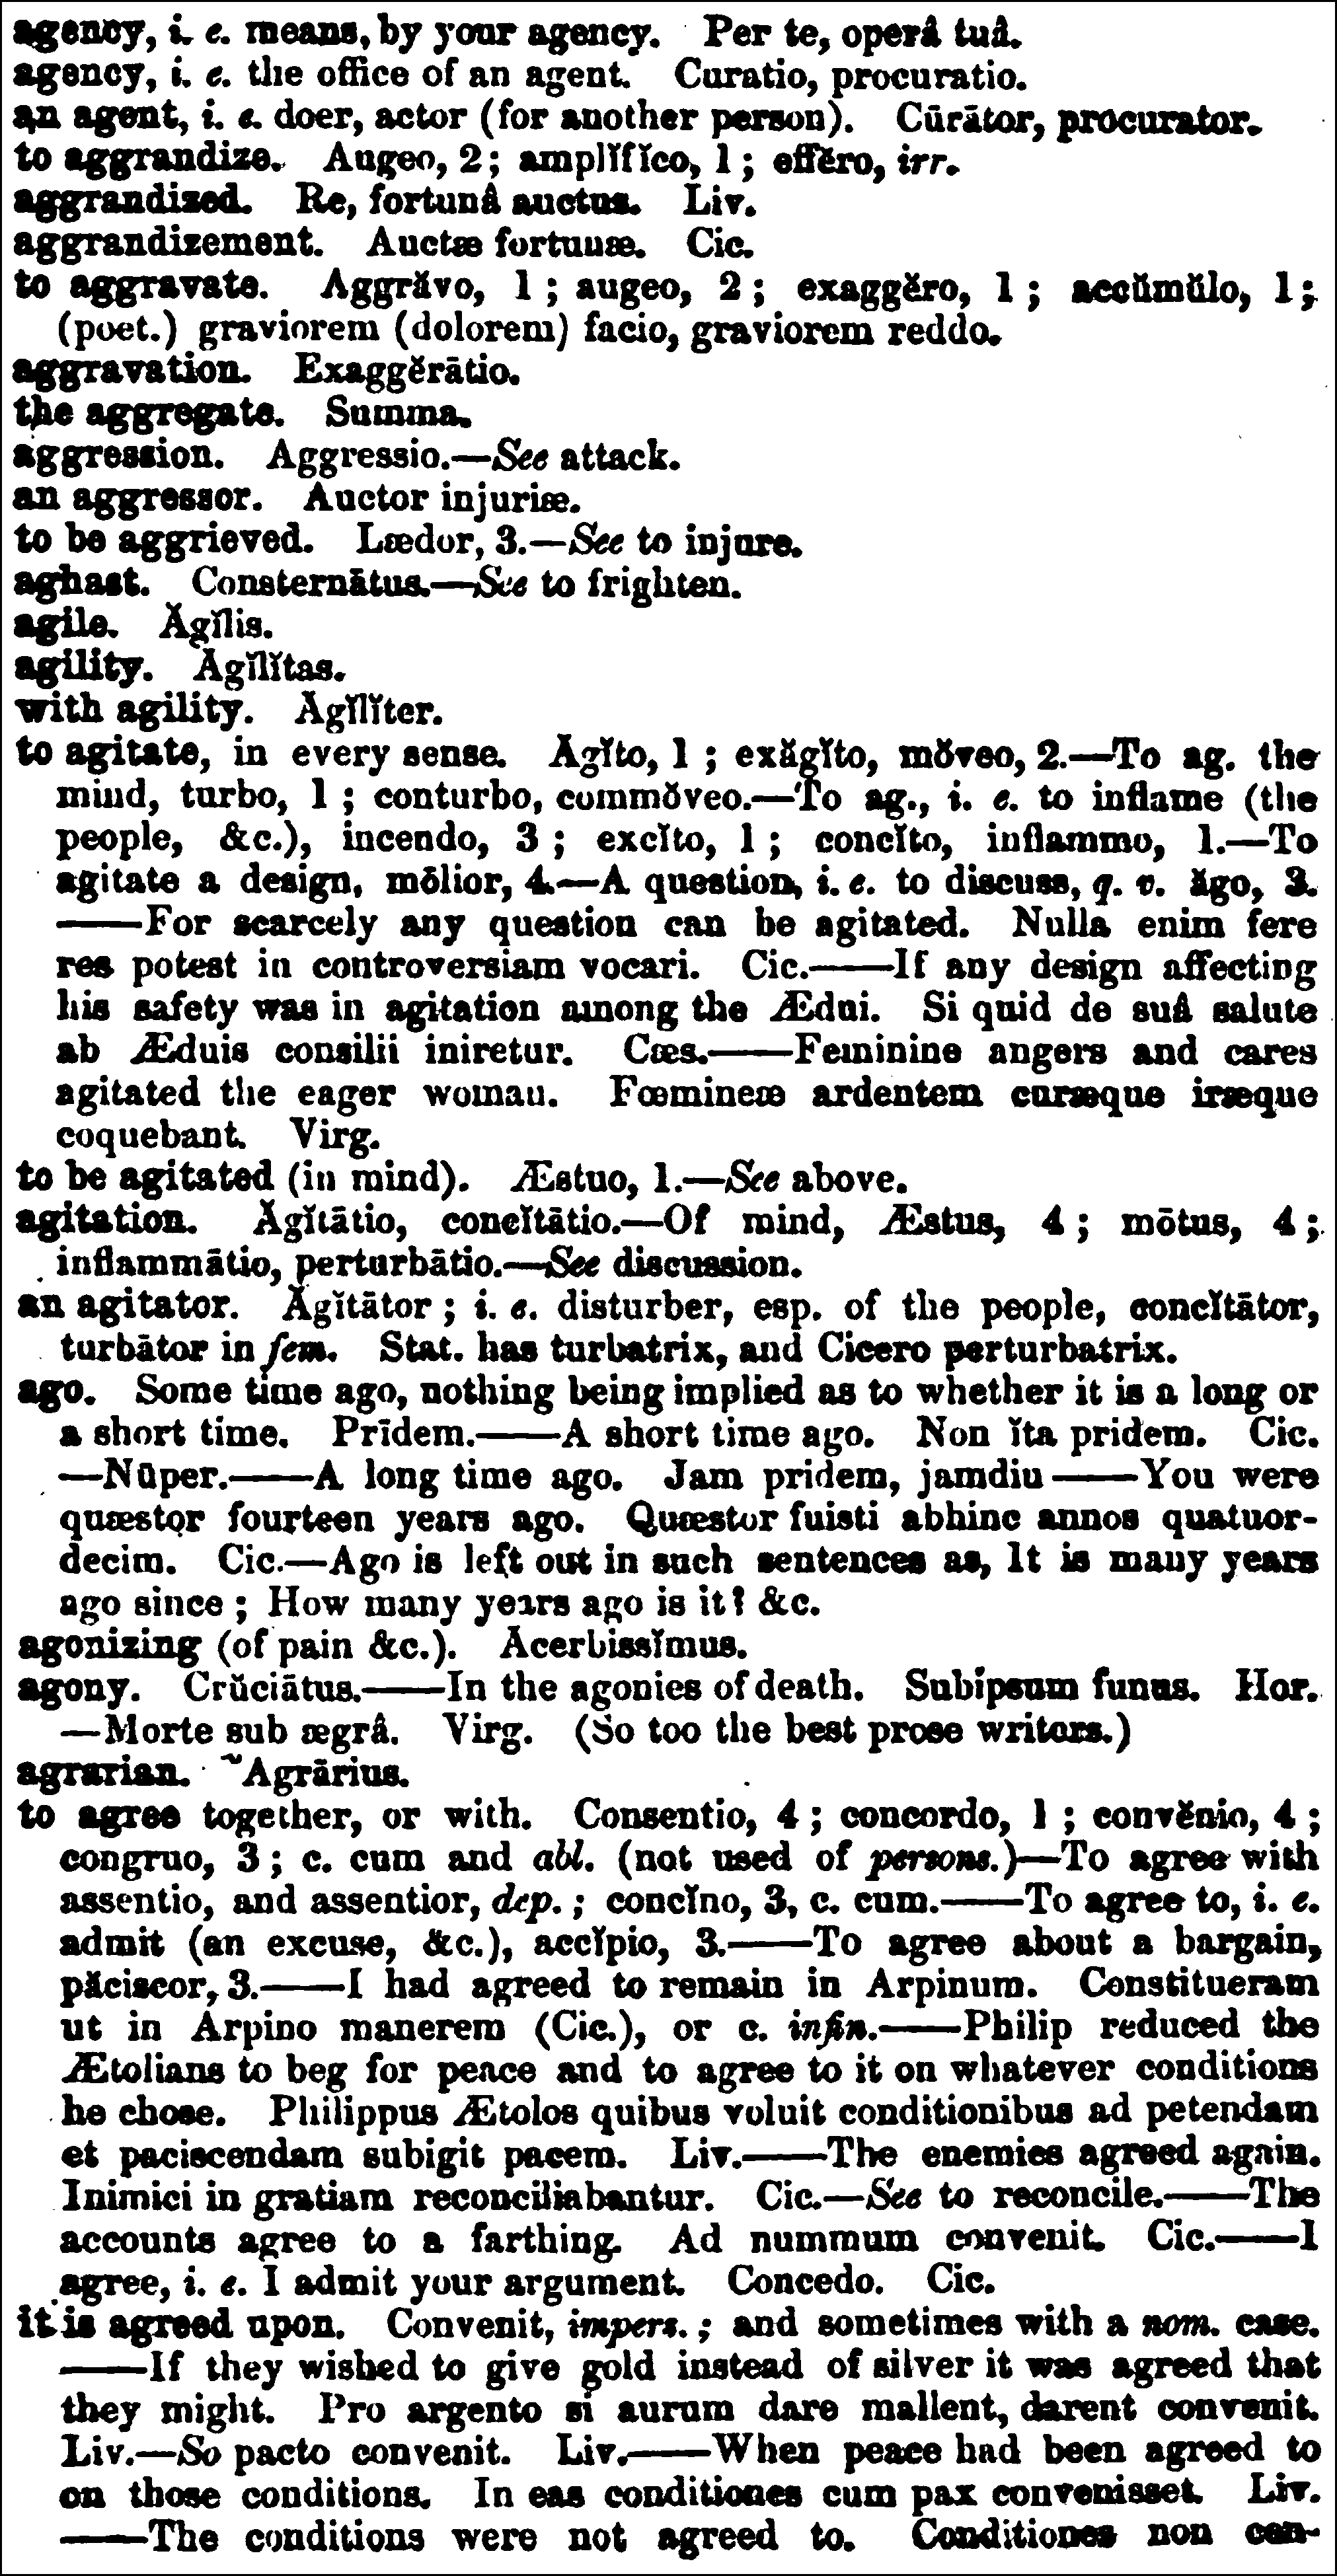 agency, i. e. means, by your agency. Per te, operâ tuâ.
agency, i. e. the office of an agent. Curatio, procuratio.
an agent, i. e. doer, actor (for another person). Cūrātor, procurator.
to aggrandize. Augeo, 2; amplĭfĭco, 1; effĕro, irr.
aggrandized. Re, fortunâ auctus. Liv.
aggrandizement. Auctæ fortunæ. Cic.
to aggravate. Aggrăvo, 1; augeo, 2; exaggĕro, 1; accŭmŭlo, 1;
(poet.) graviorem (dolorem) facio, graviorem reddo.
aggravation. Exaggĕrātio.
the aggregate. Summa.
aggression. Aggressio.—See attack.
an aggressor. Auctor injuriæ.
to be aggrieved. Lædor, 3.—See to injure.
aghast. Consternātus.—See to frighten.
agile. Ăgĭlis.
agility. Ăgĭlĭtas.
with agility. Ăgĭlĭter.
to agitate, in every sense. Ăgĭto, 1; exăgĭto, mŏveo, 2.—To ag. the
mind, turbo, 1; conturbo, commŏveo.—To ag., i. e. to inflame (the
people, &c.), incendo, 3; excĭto, 1; concĭto, inflammo, 1.—To
agitate a design, mōlior, 4.—A question, i. e. to discuss, q. v. ăgo, 3.
——For scarcely any question can be agitated. Nulla enim fere
res potest in controversiam vocari. Cic.——If any design affecting
his safety was in agitation among the Ædui. Si quid de suâ salute
ab Æduis consilii iniretur. Cæs.——Feminine angers and cares
agitated the eager woman. Fœmineæ ardentem curæque iræque
coquebant. Virg.
to be agitated (in mind). Æstuo, 1.—See above.
agitation. Ăgĭtātio, concĭtātio.—Of mind, Æstus, 4; mōtus, 4;
inflammātio, perturbātio.—See discussion.
an agitator. Ăgĭtātor; i. e. disturber, esp. of the people, concĭtātor,
turbātor in fem. Stat. has turbatrix, and Cicero perturbatrix.
ago. Some time ago, nothing being implied as to whether it is a long or
a short time. Prīdem.——A short time ago. Non ĭta pridem. Cic.
—Nūper.——A long time ago. Jam pridem, jamdiu——You were
quæstor fourteen years ago. Quæstor fuisti abhinc annos quatuor-
decim. Cic.—Ago is left out in such sentences as, It is many years
ago since; How many years ago is it? &c.
agonizing (of pain &c.). Ăcerbissĭmus.
agony. Crŭciātus.——In the agonies of death. Sub ipsum funus. Hor.
—Morte sub ægrâ. Virg. (So too the best prose writers.)
agrarian. Agrārius.
to agree together, or with. Consentio, 4; concordo, 1; convĕnio, 4;
congruo, 3; c. cum and abl. (not used of persons.)—To agree with
assentio, and assentior, dep.; concĭno, 3, c. cum.——To agree to, i. e.
admit (an excuse, &c.), accĭpio, 3.——To agree about a bargain,
păciscor, 3.——I had agreed to remain in Arpinum. Constitueram
ut in Arpino manerem (Cic.), or c. infin.——Philip reduced the
Ætolians to beg for peace and to agree to it on whatever conditions
he chose. Philippus Ætolos quibus voluit conditionibus ad petendam
et paciscendam subigit pacem. Liv.——The enemies agreed again.
Inimici in gratiam reconciliabantur. Cic.—See to reconcile.——The
accounts agree to a farthing. Ad nummum convenit. Cic.——I
agree, i. e. I admit your argument. Concedo. Cic.
it is agreed upon. Convenit, impers.; and sometimes with a nom. case.
——If they wished to give gold instead of silver it was agreed that
they might. Pro argento si aurum dare mallent, darent convenit.
Liv.—So pacto convenit. Liv.——When peace had been agreed to
on those conditions. In eas conditiones cum pax convenisset. Liv.
——The conditions were not agreed to. Conditiones non con-